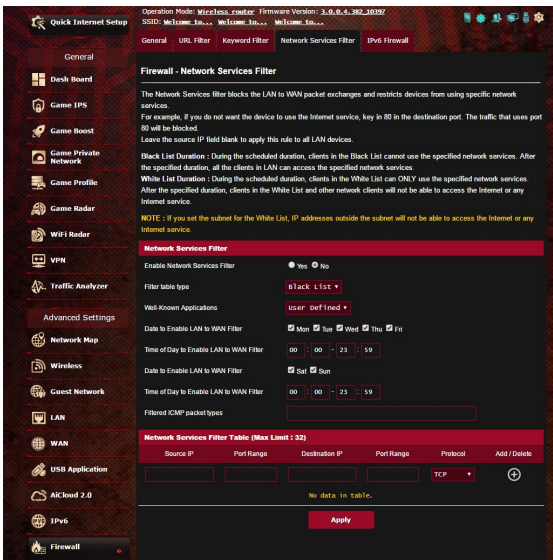 Quick Internet Setup
Operation Mode: Wireless router Firmware Version: 3.0.0.4.382_10397
SSID: Welcome to... Welcome to... Welcome to...
General URL Filter Keyword Filter Network Services Filter IPv6 Firewall
General
Dash Board
Game IPS
Game Boost
Game Private
Network
Game Profile
Game Radar
WiFi Radar
VPN
Traffic Analyzer
Advanced Settings
Network Map
Wireless
Guest Network
LAN
WAN
USB Application
AiCloud 2.0
IPv6
Firewall
Firewall - Network Services Filter
The Network Services filter blocks the LAN to WAN packet exchanges and restricts devices from using specific network
services.
For example, if you do not want the device to use the Internet service, key in 80 in the destination port. The traffic that uses port
80 will be blocked.
Leave the source IP field blank to apply this rule to all LAN devices.
Black List Duration : During the scheduled duration, clients in the Black List cannot use the specified network services. After
the specified duration, all the clients in LAN can access the specified network services.
White List Duration : During the scheduled duration, clients in the White List can ONLY use the specified network services.
After the specified duration, clients in the White List and other network clients will not be able to access the Internet or any
Internet service.
NOTE : If you set the subnet for the White List, IP addresses outside the subnet will not be able to access the Internet or any
Internet service.
Network Services Filter
Enable Network Services Filter Yes No
Filter table type Black List
Well-Known Applications User Defined
Date to Enable LAN to WAN Filter Mon Tue Wed Thu Fri
Time of Day to Enable LAN to WAN Filter 00 : 00 - 23 : 59
Date to Enable LAN to WAN Filter Sat Sun
Time of Day to Enable LAN to WAN Filter 00 : 00 - 23 : 59
Filtered ICMP packet types
Network Services Filter Table (Max Limit : 32)
Source IP Port Range Destination IP Port Range Protocol Add / Delete
TCP
No data in table.
Apply